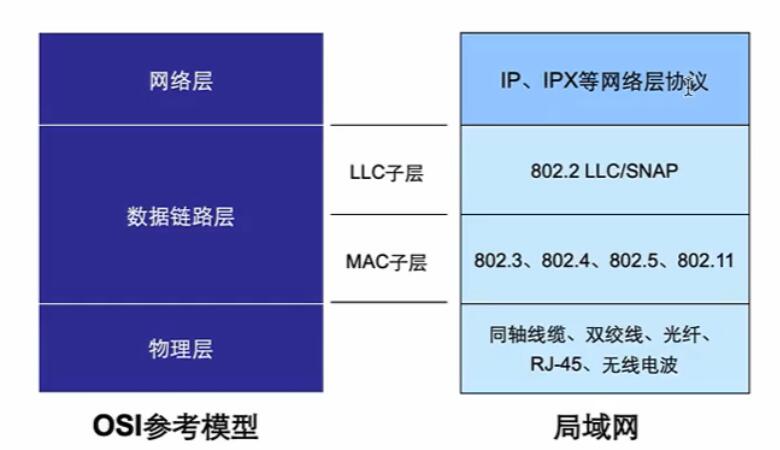 网络层
IP、IPX等网络层协议
数据链路层
LLC子层
802.2 LLC/SNAP
MAC子层
802.3、802.4、802.5、802.11
物理层
同轴线缆、双绞线、光纤、
RJ-45、无线电波
OSI参考模型
局域网